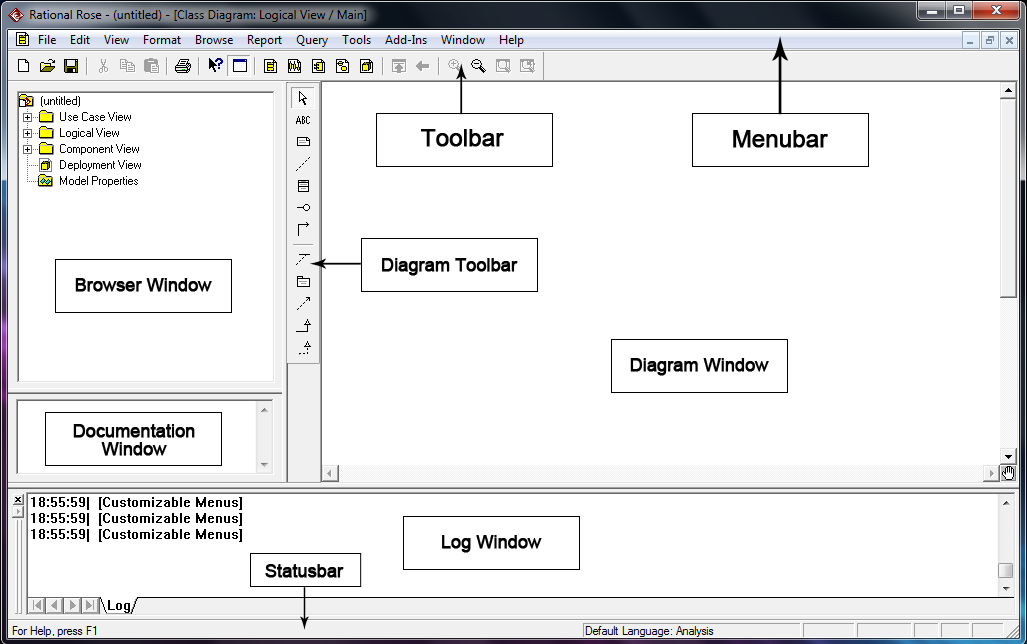 Rational Rose - (untitled) - [Class Diagram: Logical View / Main]
File Edit View Format Browse Report Query Tools Add-Ins Window Help
(untitled)
Use Case View
Logical View
Component View
Deployment View
Model Properties
ABC
Toolbar
Menubar
Diagram Toolbar
Browser Window
Diagram Window
Documentation
Window
18:55:59| [Customizable Menus]
18:55:59| [Customizable Menus]
18:55:59| [Customizable Menus]
Log Window
Statusbar
Log
For Help, press F1
Default Language: Analysis